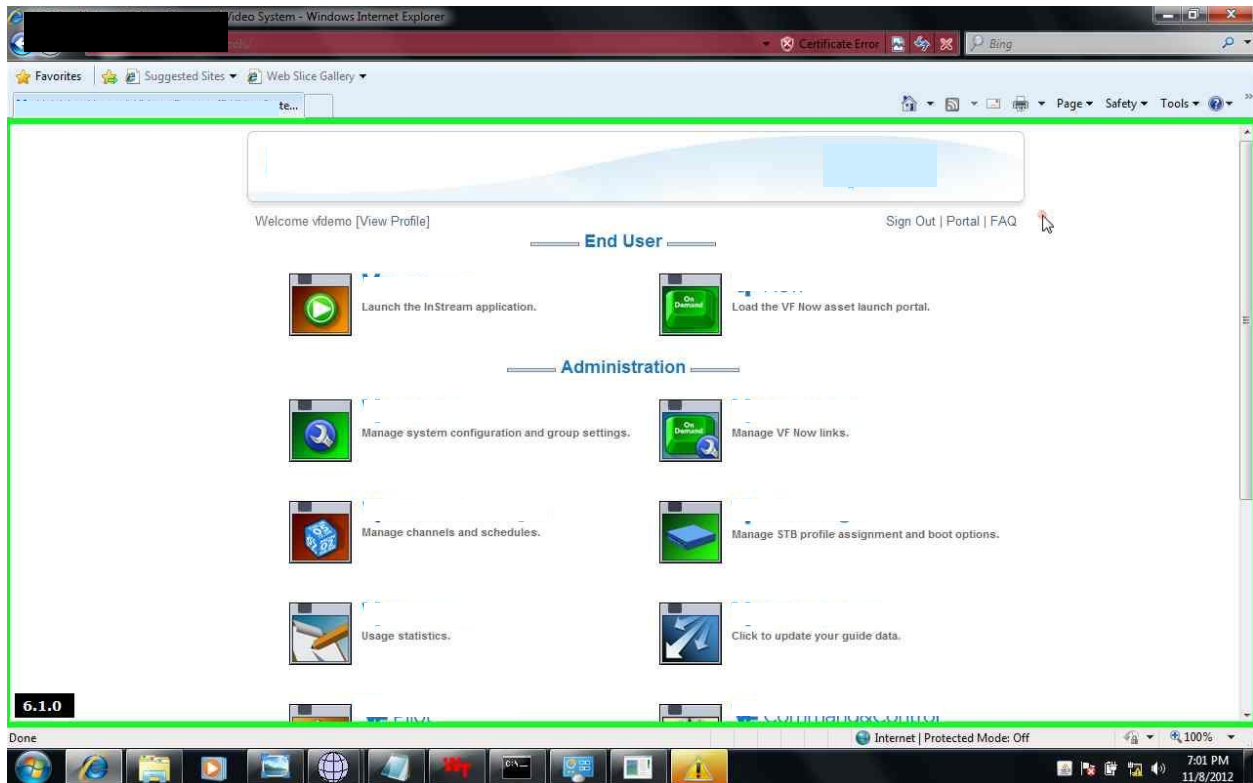 Video System - Windows Internet Explorer
Certificate Error
Bing
Favorites
Suggested Sites
Web Slice Gallery
te...
Page
Safety
Tools
Welcome vfdemo [View Profile]
Sign Out | Portal | FAQ
End User
Launch the InStream application.
On Demand
Load the VF Now asset launch portal.
Administration
Manage system configuration and group settings.
On Demand
Manage VF Now links.
Manage channels and schedules.
Manage STB profile assignment and boot options.
Usage statistics.
Click to update your guide data.
6.1.0
Command&Control
Done
Internet | Protected Mode: Off
100%
C:\_
7:01 PM
11/8/2012